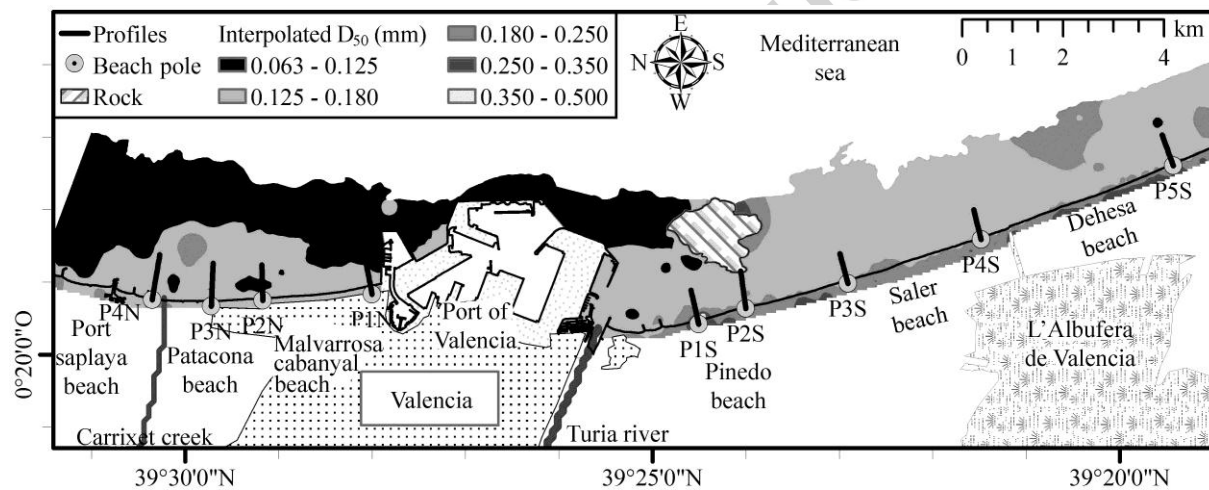 Profiles
Beach pole
Rock
Interpolated D₅₀ (mm)
0.063 - 0.125
0.125 - 0.180
0.180 - 0.250
0.250 - 0.350
0.350 - 0.500
E
N S
W
Mediterranean
sea
km
0 2 4
P4N
P3N
P2N
P1N
P1S
P2S
P3S
P4S
P5S
Port
saplaya
beach
Patacona
beach
Malvarrosa
cabanyal
beach
Port of
Valencia
Valencia
Pinedo
beach
Saler
beach
Dehesa
beach
L'Albufera
de Valencia
Carrixet creek
Turia river
0°20'0"O
39°30'0"N
39°25'0"N
39°20'0"N